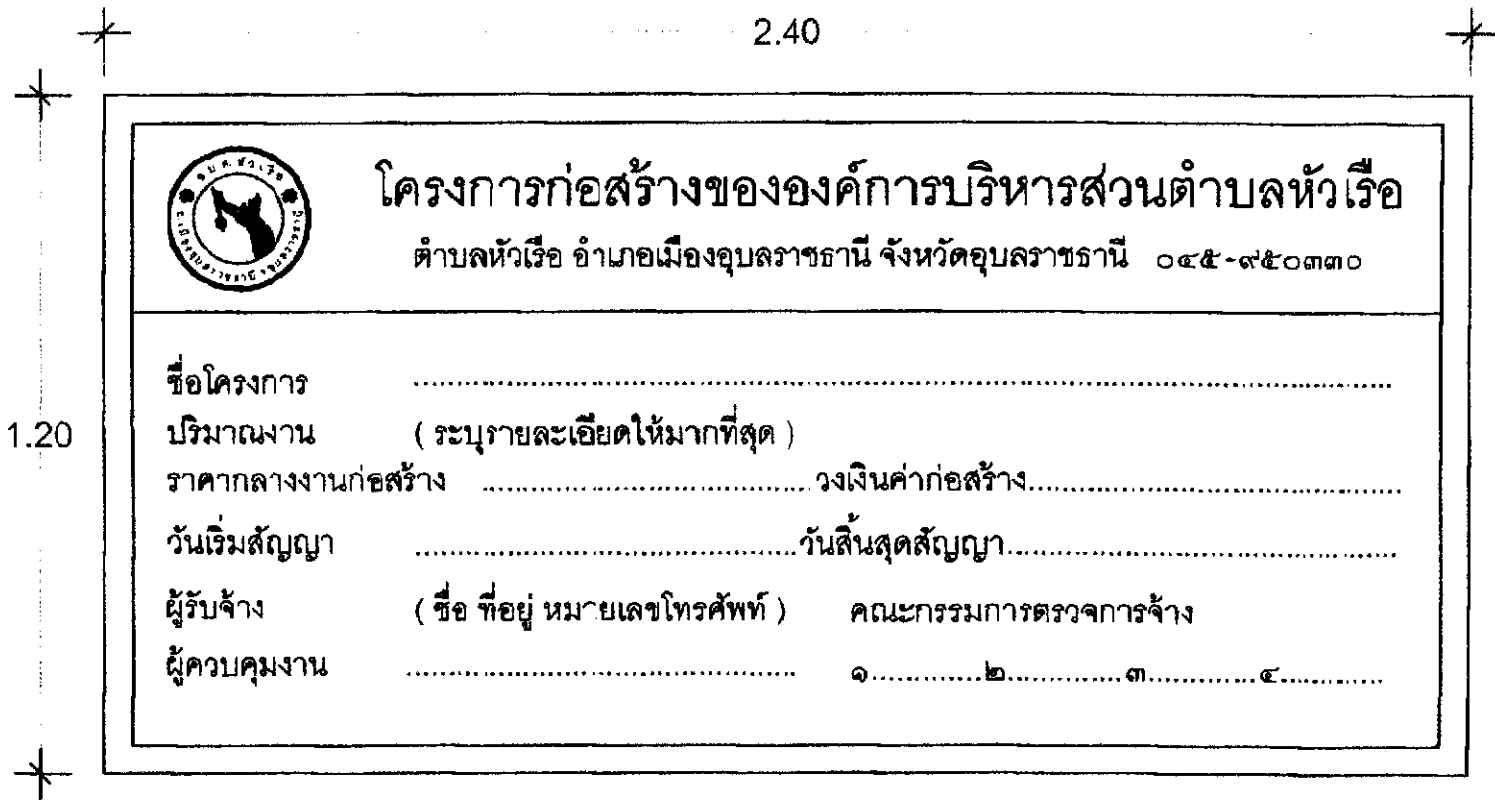 2.40
อ.บ.ต.หัวเรือ
โครงการก่อสร้างขององค์การบริหารส่วนตำบลหัวเรือ
ตำบลหัวเรือ อำเภอเมืองอุบลราชธานี จังหวัดอุบลราชธานี ๐๔๕-๙๕๐๓๓๐
ชื่อโครงการ ..........
1.20
ปริมาณงาน ( ระบุรายละเอียดให้มากที่สุด )
ราคากลางงานก่อสร้าง ..........วงเงินค่าก่อสร้าง..........
วันเริ่มสัญญา ..........วันสิ้นสุดสัญญา..........
ผู้รับจ้าง ( ชื่อ ที่อยู่ หมายเลขโทรศัพท์ ) คณะกรรมการตรวจการจ้าง
ผู้ควบคุมงาน .......... ๑..........๒..........๓..........๔..........